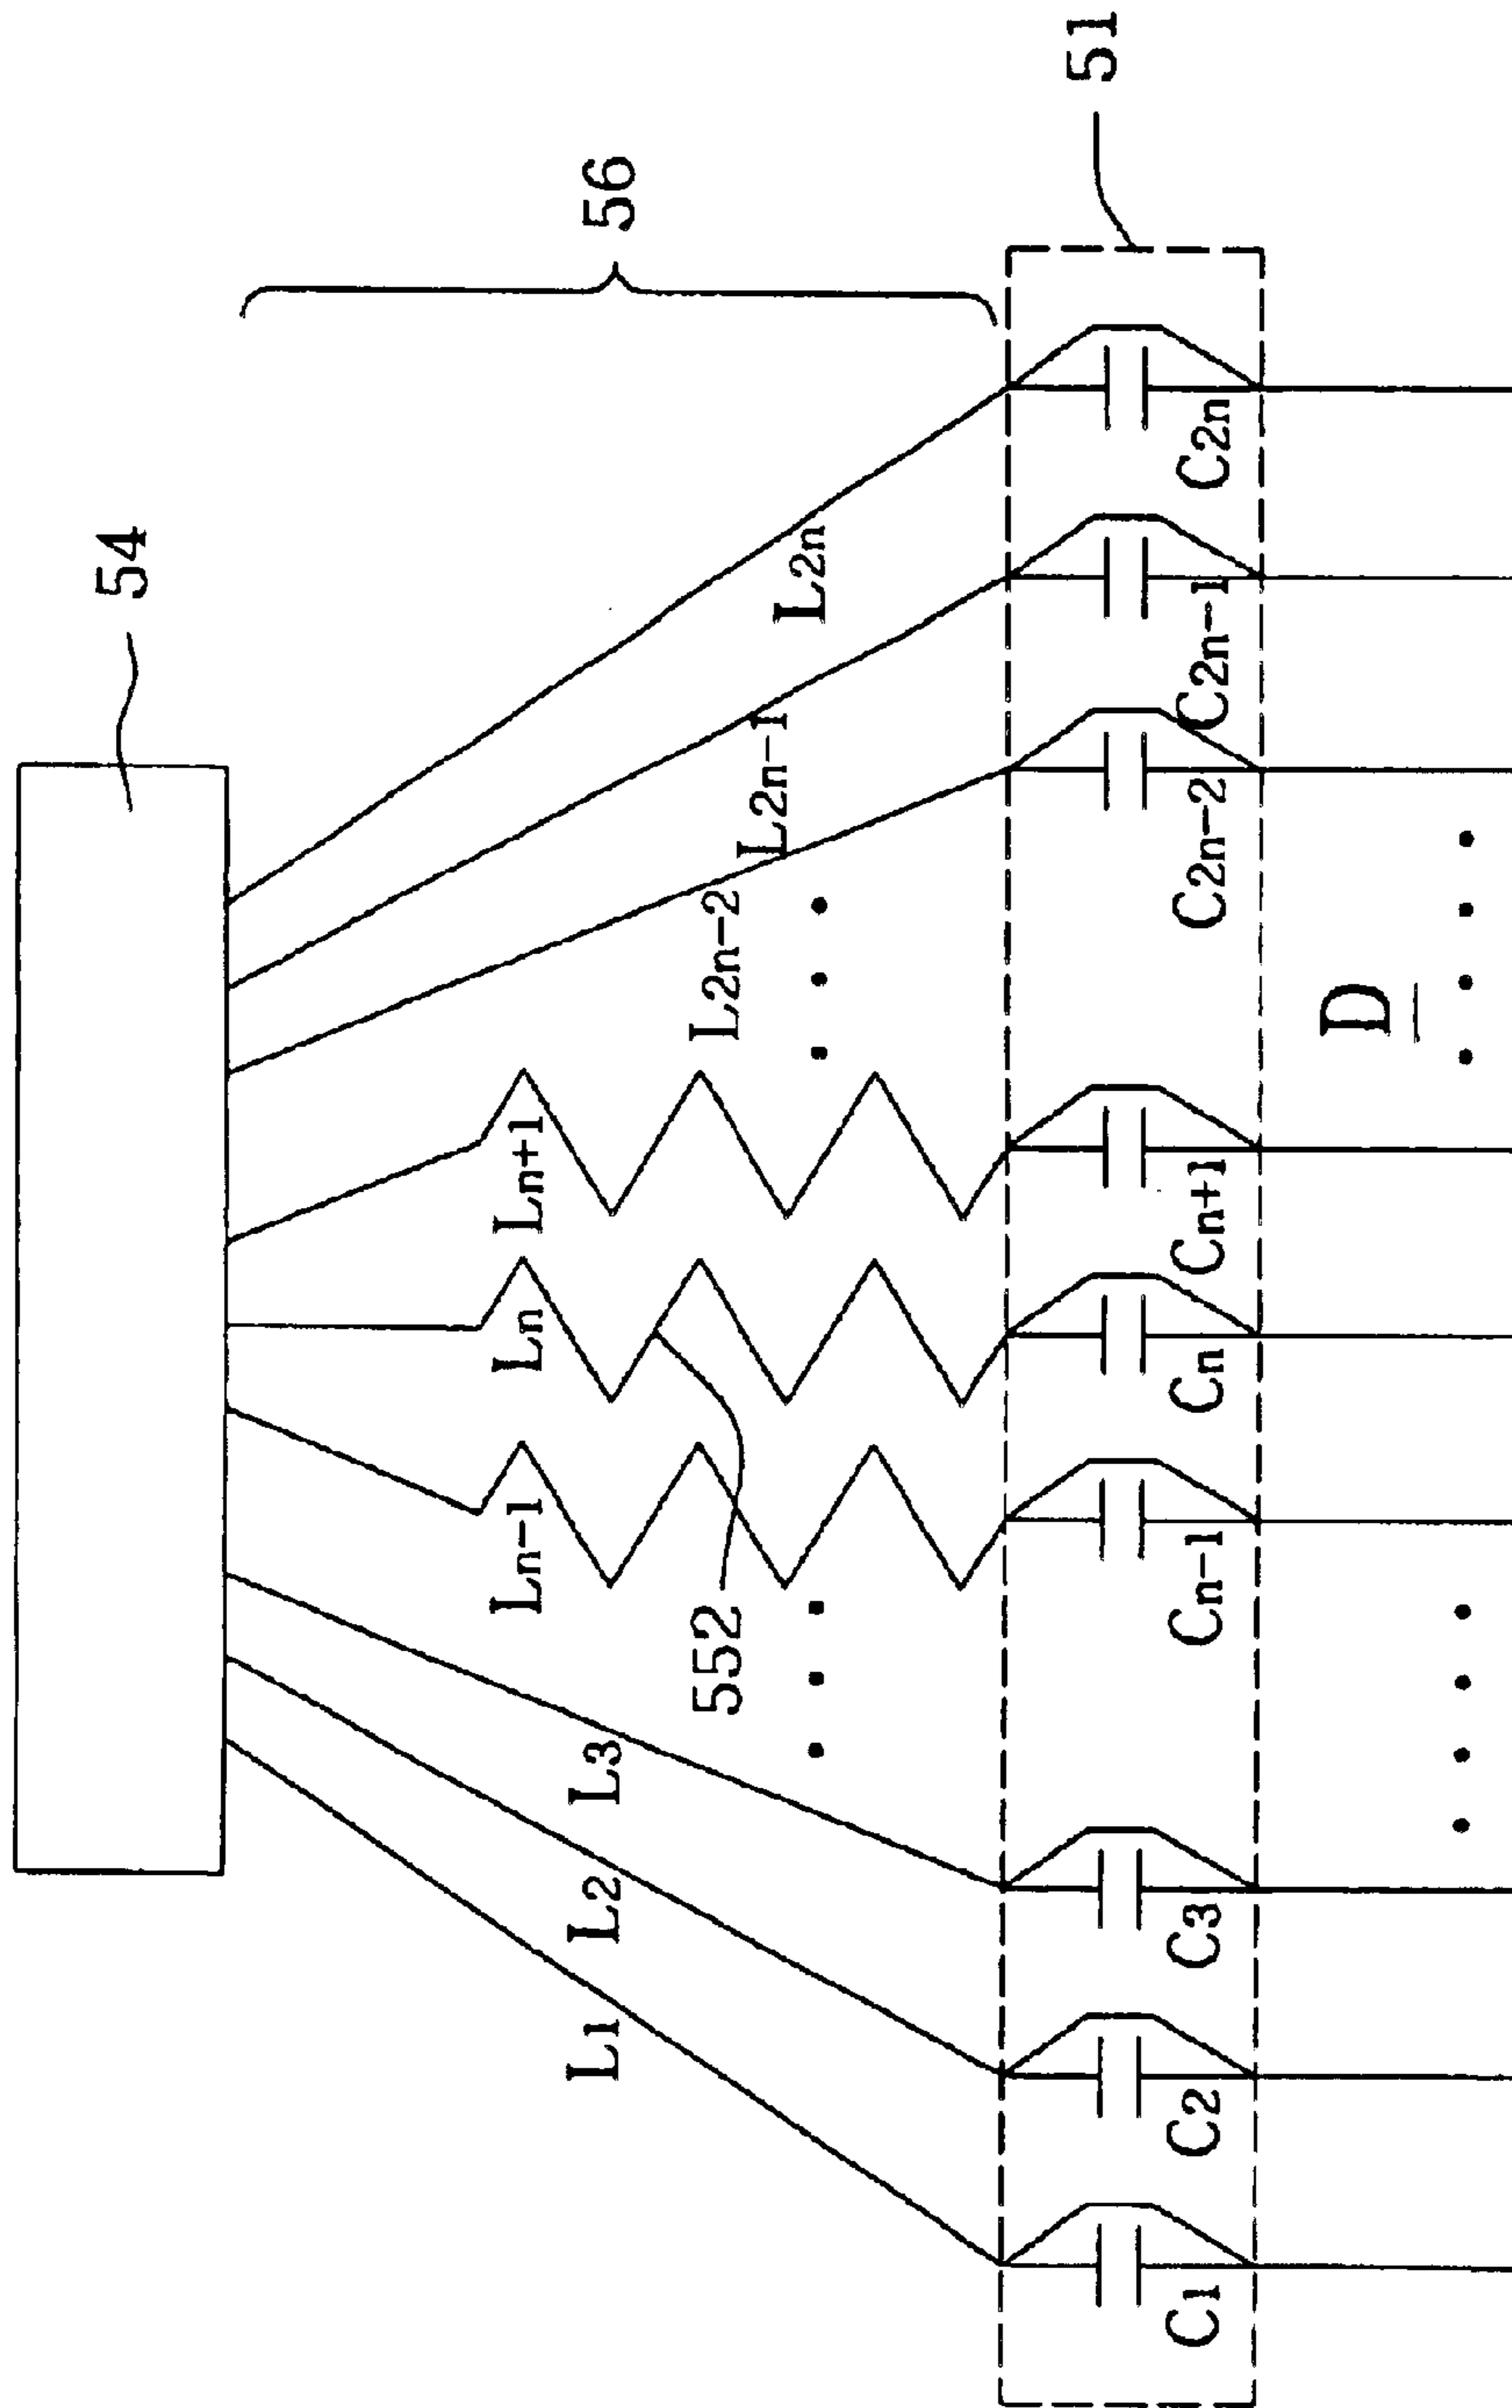 54
56
51
L1
L2
L3
Ln-1
Ln
Ln+1
L2n-2
L2n-1
L2n
552
C1
C2
C3
Cn-1
Cn
Cn+1
C2n-2
C2n-1
C2n
D